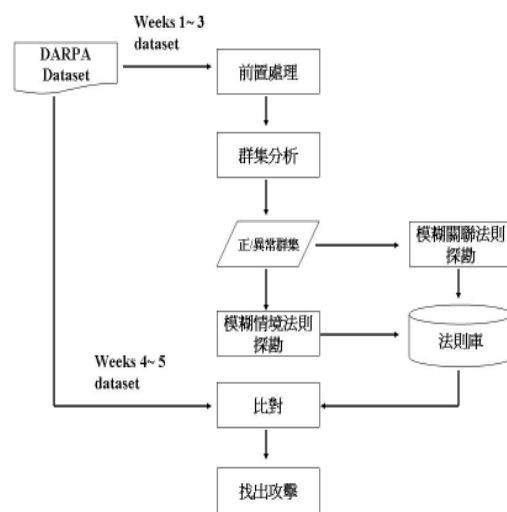 Weeks 1~ 3
dataset
DARPA
Dataset
前置處理
群集分析
正/異常群集
模糊關聯法則
探勘
模糊情境法則
探勘
法則庫
Weeks 4~ 5
dataset
比對
找出攻擊